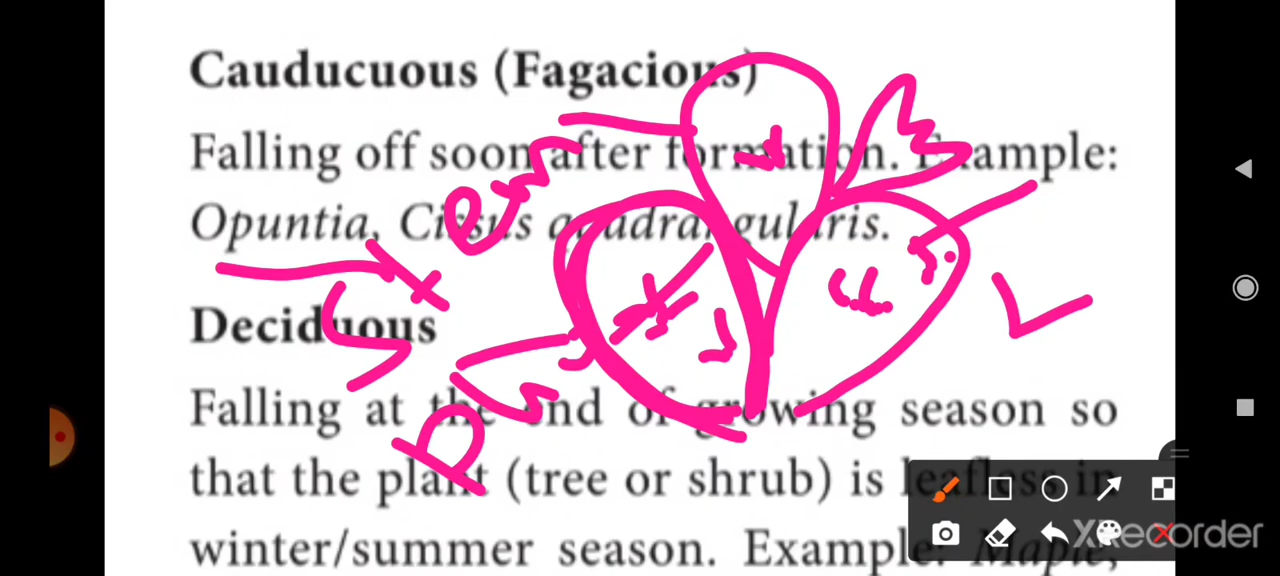 Cauducuous (Fagacious)
Falling off soon after formation. Example:
Opuntia, Cissus quadrangularis.
Stem
Deciduous
Falling at the end of growing season so
that the plant (tree or shrub) is leafless in
winter/summer season. Example: Maple,
XRecorder